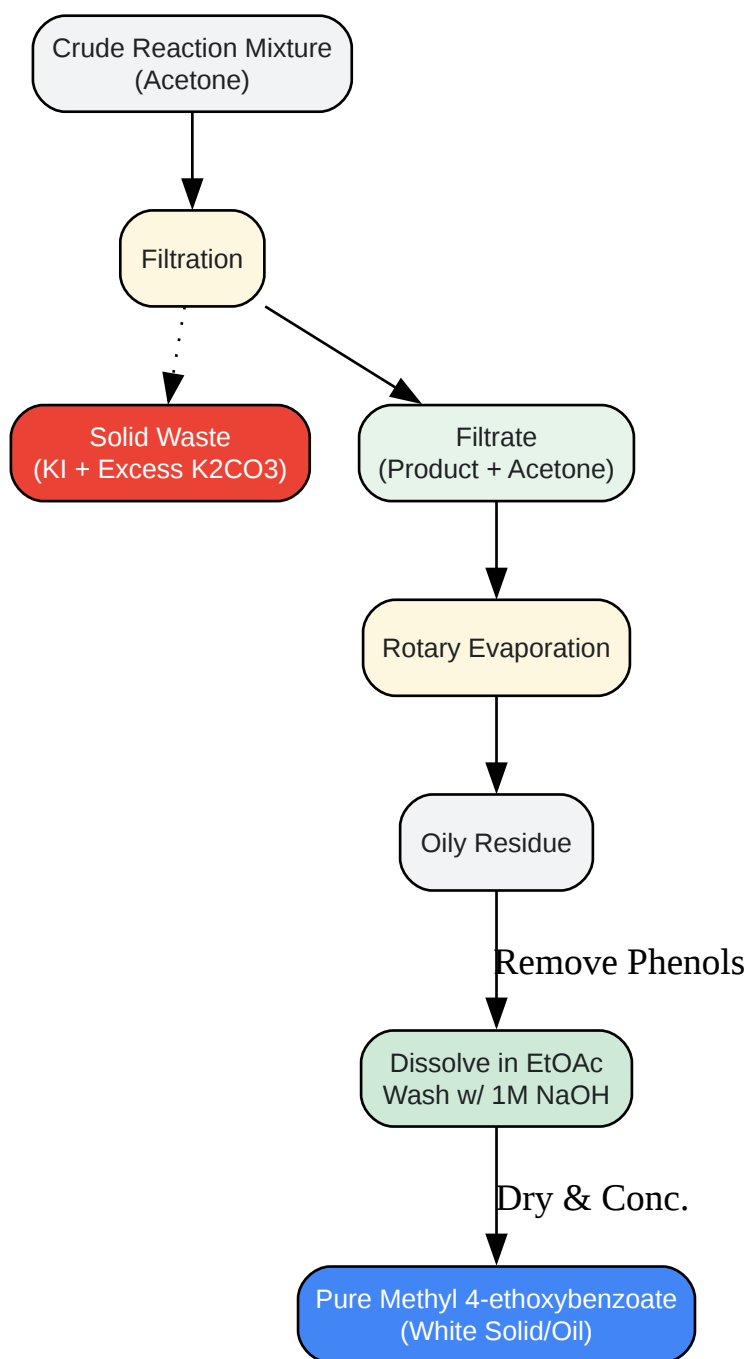 Crude Reaction Mixture
(Acetone)
Filtration
Solid Waste
(KI + Excess K2CO3)
Filtrate
(Product + Acetone)
Rotary Evaporation
Oily Residue
Remove Phenols
Dissolve in EtOAc
Wash w/ 1M NaOH
Dry & Conc.
Pure Methyl 4-ethoxybenzoate
(White Solid/Oil)